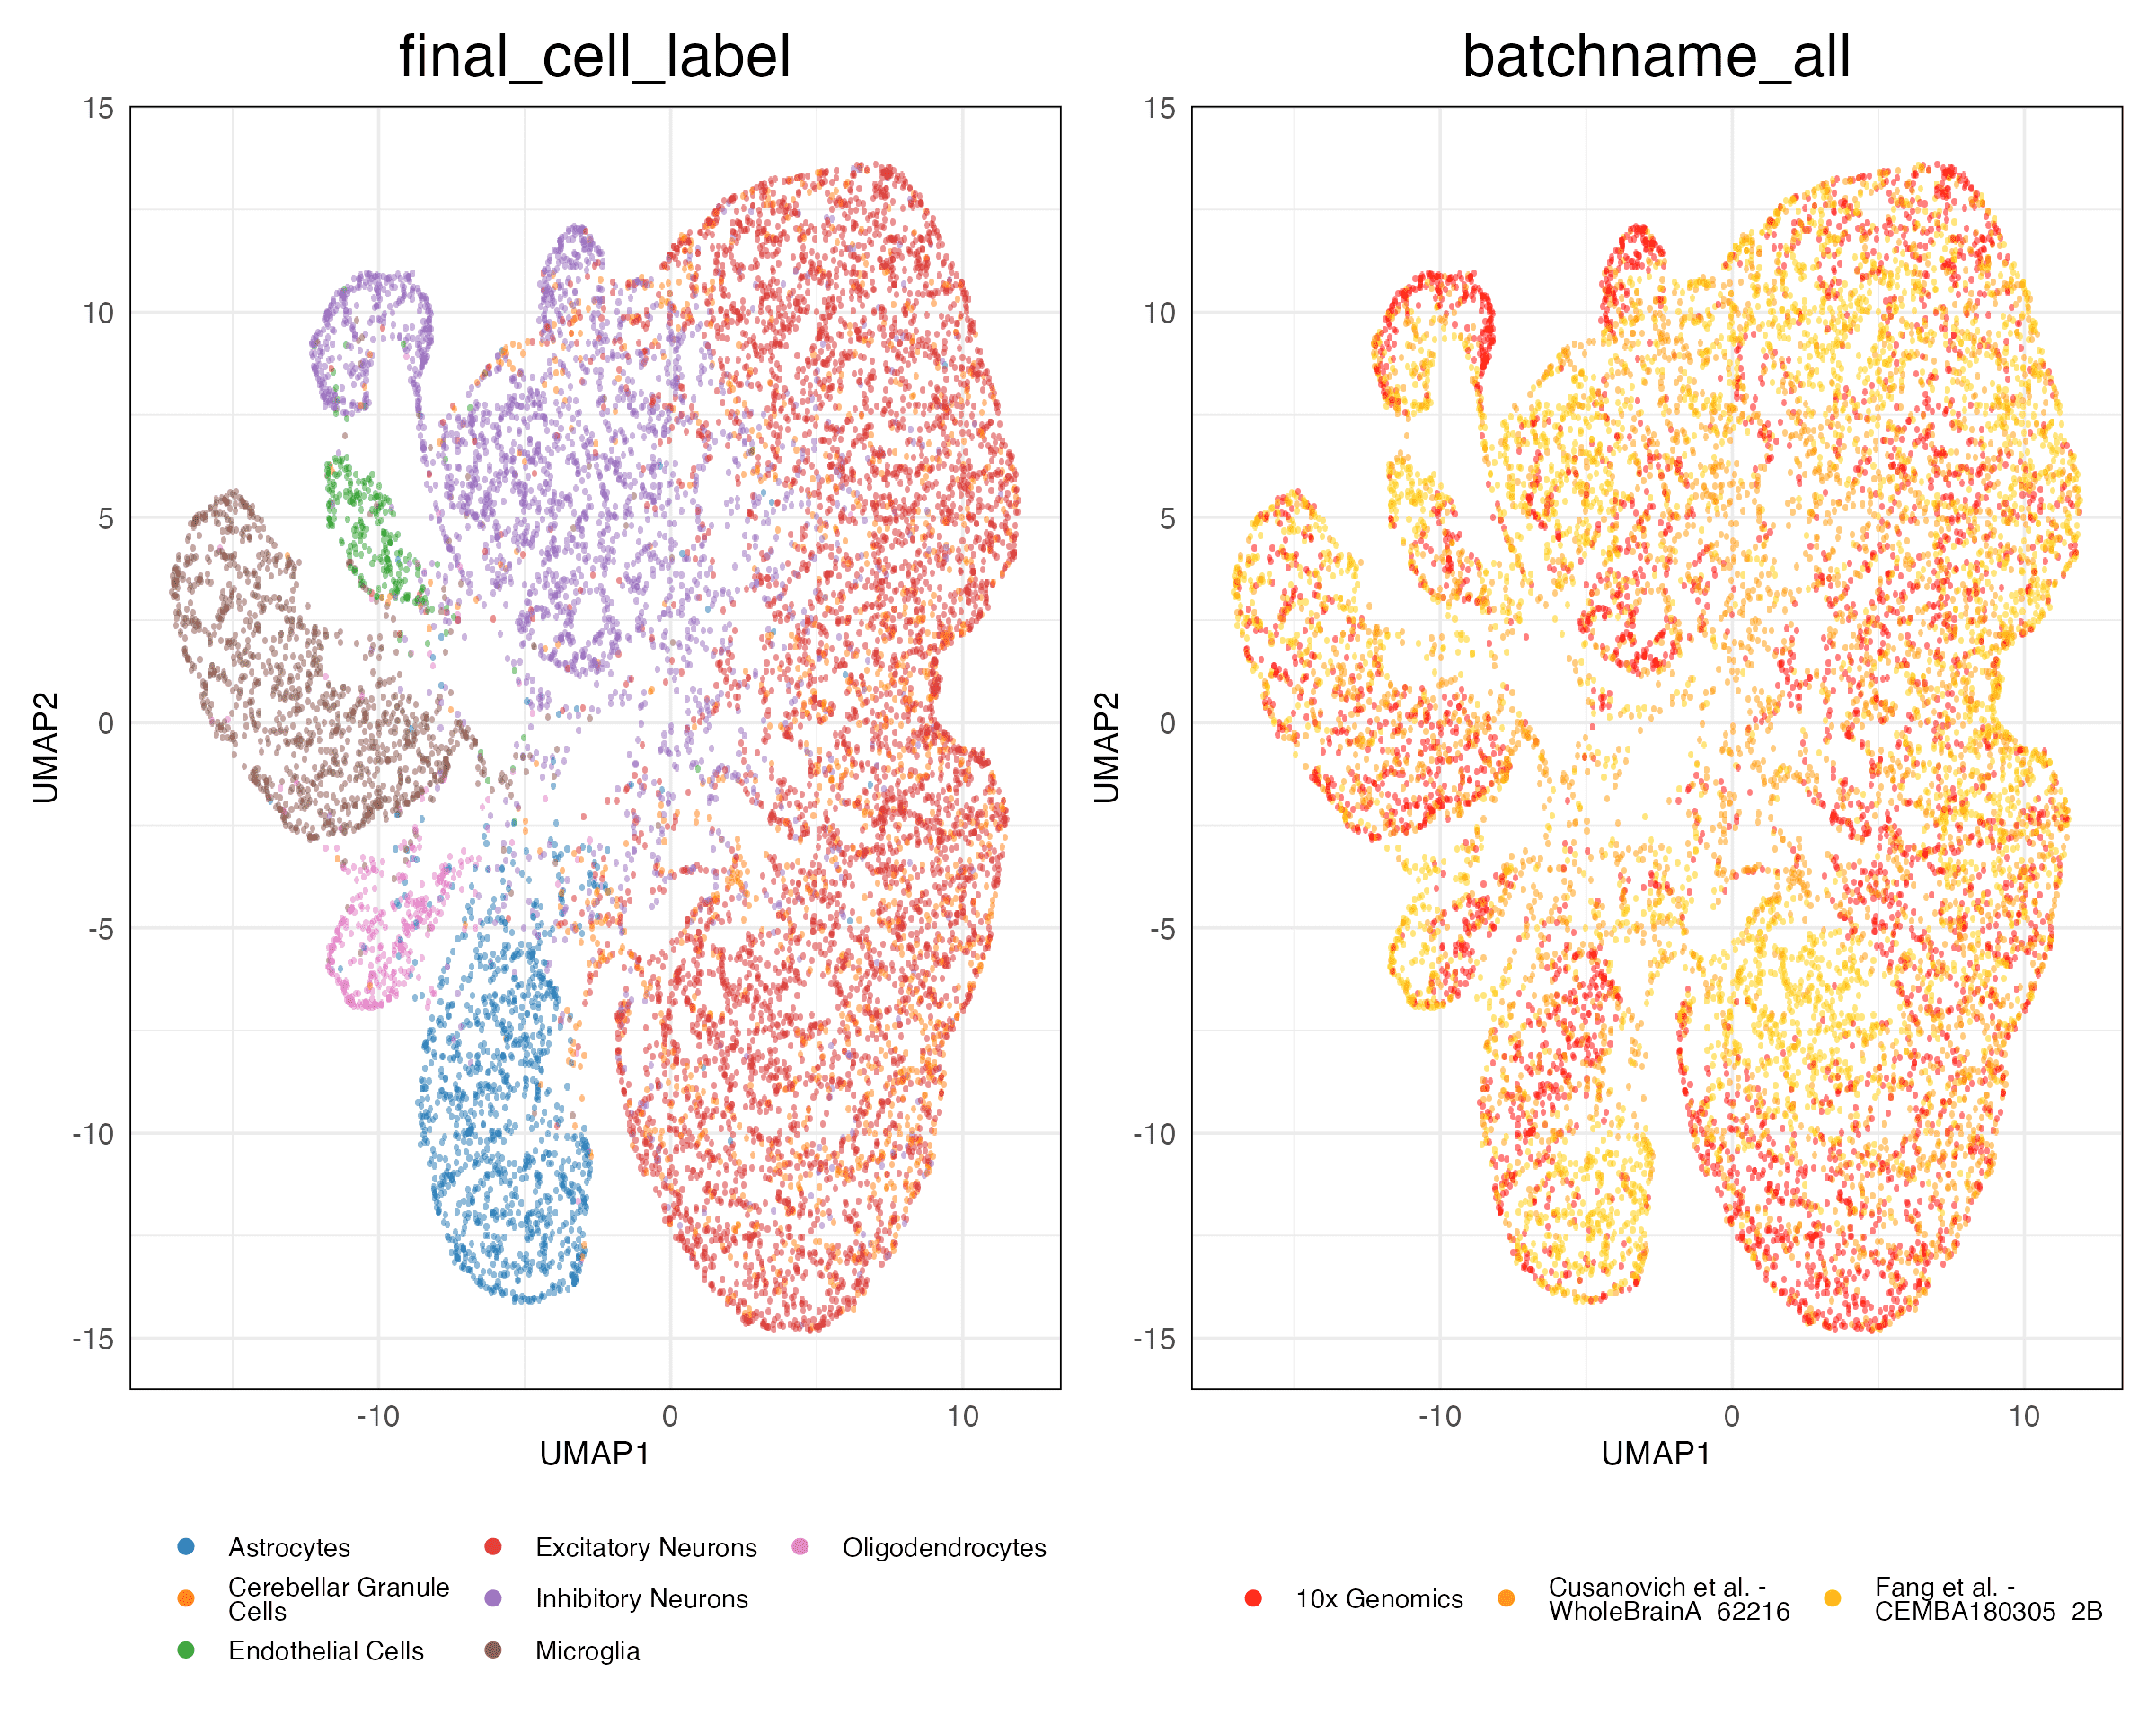 final_cell_label
15
10
5
0
-5
-10
-15
UMAP2
-10
0
10
UMAP1
batchname_all
15
10
5
0
-5
-10
-15
UMAP2
-10
0
10
UMAP1
Astrocytes
Cerebellar Granule
Cells
Endothelial Cells
Excitatory Neurons
Inhibitory Neurons
Microglia
Oligodendrocytes
10x Genomics
Cusanovich et al. -
WholeBrainA_62216
Fang et al. -
CEMBA180305_2B